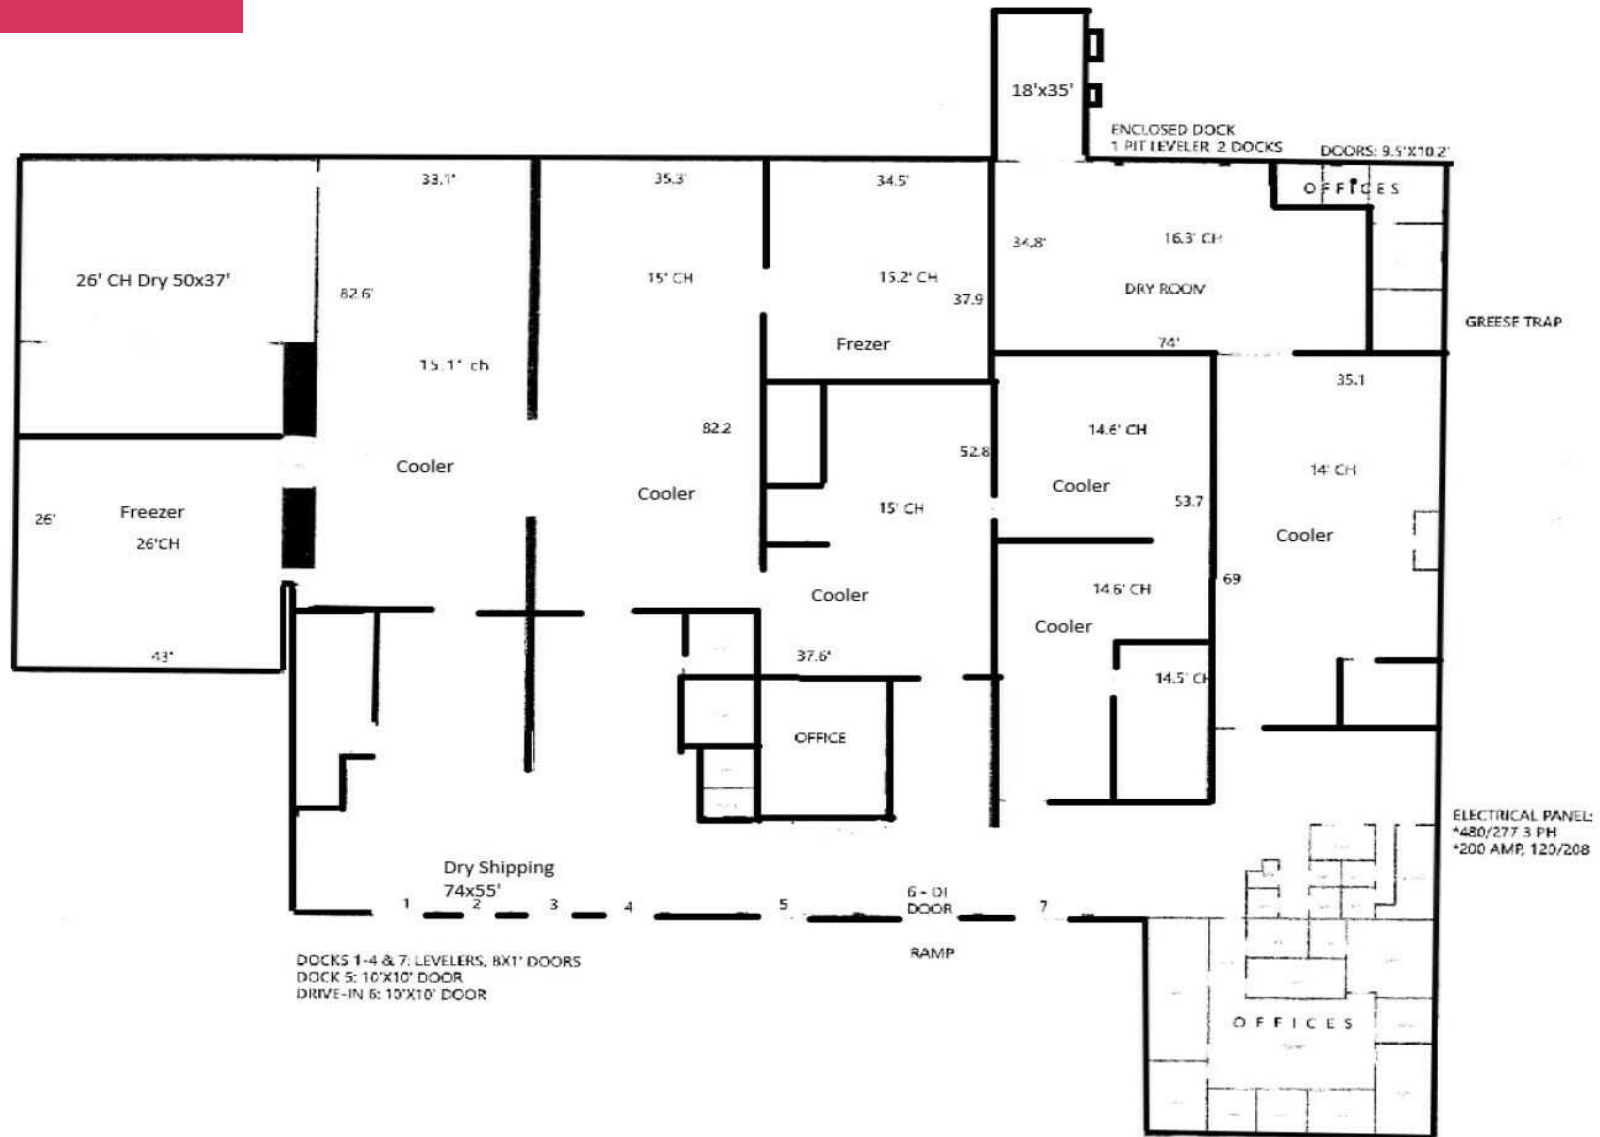 18'x35'
ENCLOSED DOCK
1 PIT LEVELER 2 DOCKS
DOORS: 9.5'X10.2'
OFFICES
33.1'
35.3'
34.5'
34.8'
16.3' CH
26' CH Dry 50x37'
82.6'
15' CH
15.2' CH
37.9
DRY ROOM
GREESE TRAP
Frezer
74'
15.1' ch
35.1
82.2
14.6' CH
52.8
Cooler
14' CH
Cooler
Cooler
53.7
26'
Freezer
15' CH
26'CH
Cooler
69
14.6' CH
Cooler
Cooler
43'
37.6'
14.5' CH
OFFICE
ELECTRICAL PANEL:
*480/277 3 PH
*200 AMP, 120/208
Dry Shipping
74x55'
6 - DI
DOOR
1
2
3
4
5
7
RAMP
DOCKS 1-4 & 7: LEVELERS, 8X1' DOORS
DOCK 5: 10'X10' DOOR
DRIVE-IN 6: 10'X10' DOOR
OFFICES